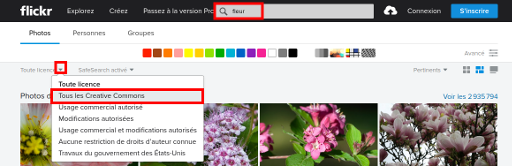 flickr Explorez Créez Passez à la version Pro fleur Connexion S'inscrire
Photos Personnes Groupes
Avancé
Toute licence SafeSearch activé Pertinents
Toute licence
Tous les Creative Commons
Usage commercial autorisé
Modifications autorisées
Usage commercial et modifications autorisés
Aucune restriction de droits d'auteur connue
Travaux du gouvernement des États-Unis
Photos Voir les 2 935 794